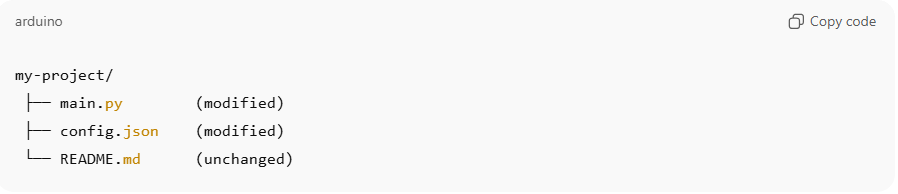 arduino
Copy code
my-project/
├── main.py (modified)
├── config.json (modified)
└── README.md (unchanged)